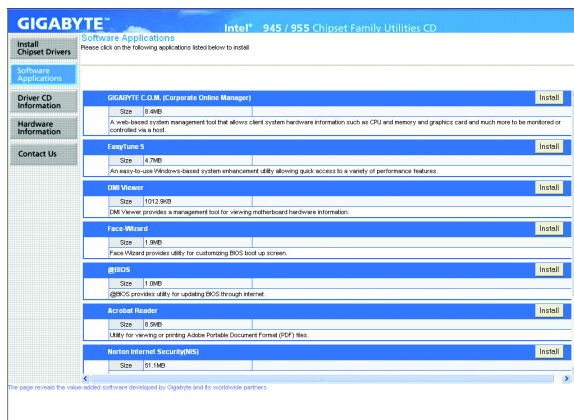 GIGABYTE™
Intel® 945 / 955 Chipset Family Utilities CD
Install
Chipset Drivers
Software
Applications
Driver CD
Information
Hardware
Information
Contact Us
Software Applications
Please click on the following applications listed below to install
GIGABYTE C.O.M. (Corporate Online Manager) Install
Size 8.4MB
A web-based system management tool that allows client system hardware information such as CPU and memory and graphics card and much more to be monitored or
controlled via a host.
EasyTune 5 Install
Size 4.7MB
An easy-to-use Windows-based system enhancement utility allowing quick access to a variety of performance features.
DMI Viewer Install
Size 1012.9KB
DMI Viewer provides a management tool for viewing motherboard hardware information.
Face-Wizard Install
Size 1.9MB
Face Wizard provides utility for customizing BIOS boot up screen.
@BIOS Install
Size 1.0MB
@BIOS provides utility for updating BIOS through internet.
Acrobat Reader Install
Size 8.5MB
Utility for viewing or printing Adobe Portable Document Format (PDF) files.
Norton Internet Security(NIS) Install
Size 51.1MB
The page reveals the value-added software developed by Gigabyte and its worldwide partners.